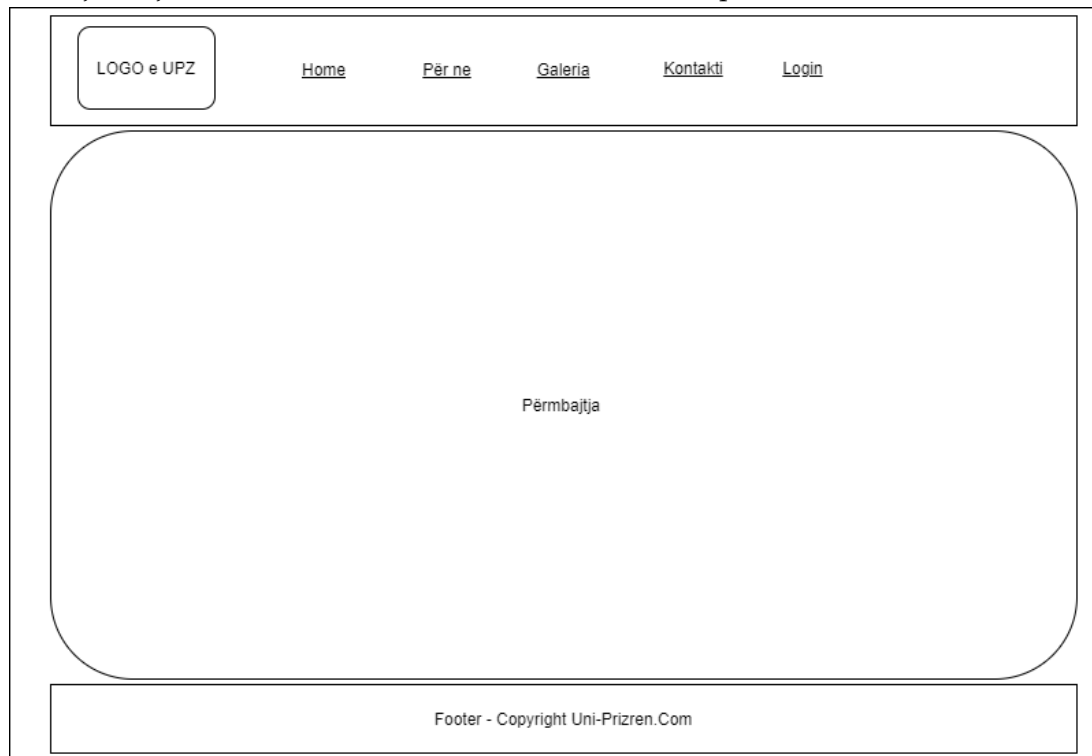 LOGO e UPZ
Home Për ne Galeria Kontakti Login
Përmbajtja
Footer - Copyright Uni-Prizren.Com